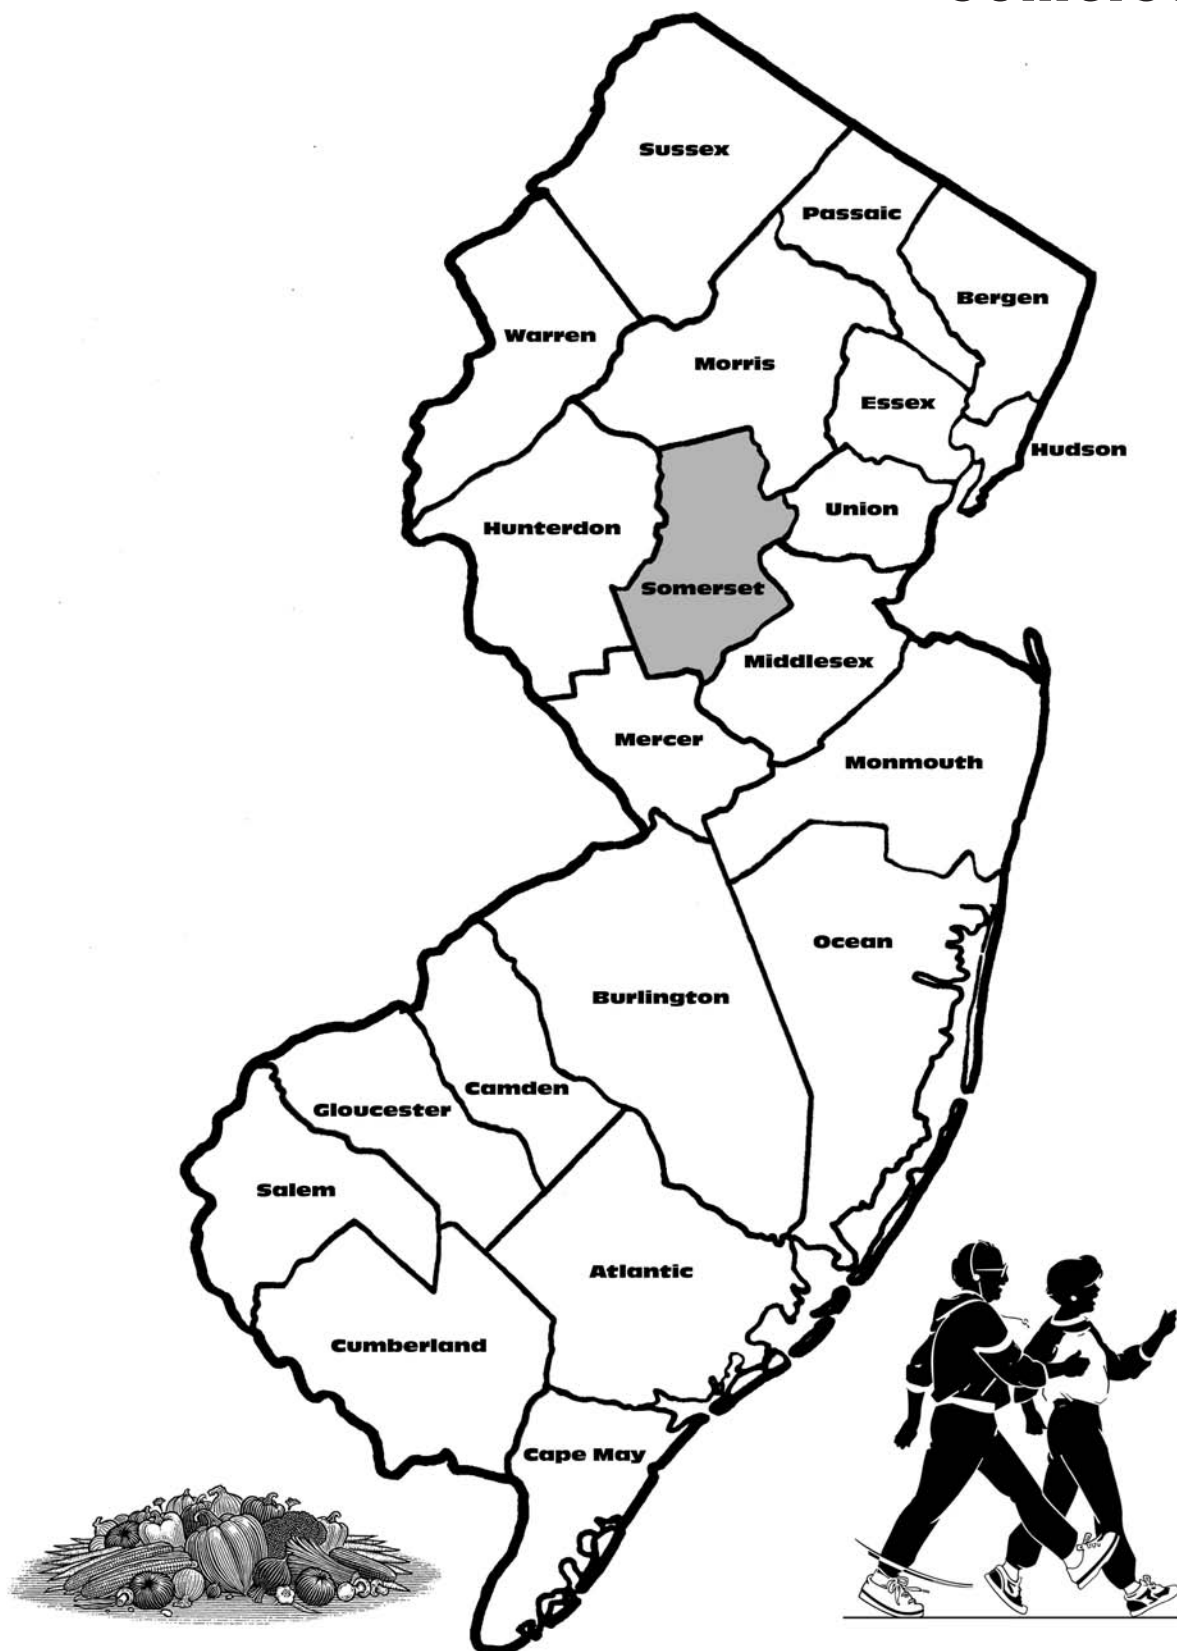 Sussex
Passaic
Bergen
Warren
Morris
Essex
Hudson
Union
Hunterdon
Somerset
Middlesex
Mercer
Monmouth
Ocean
Burlington
Camden
Gloucester
Salem
Atlantic
Cumberland
Cape May